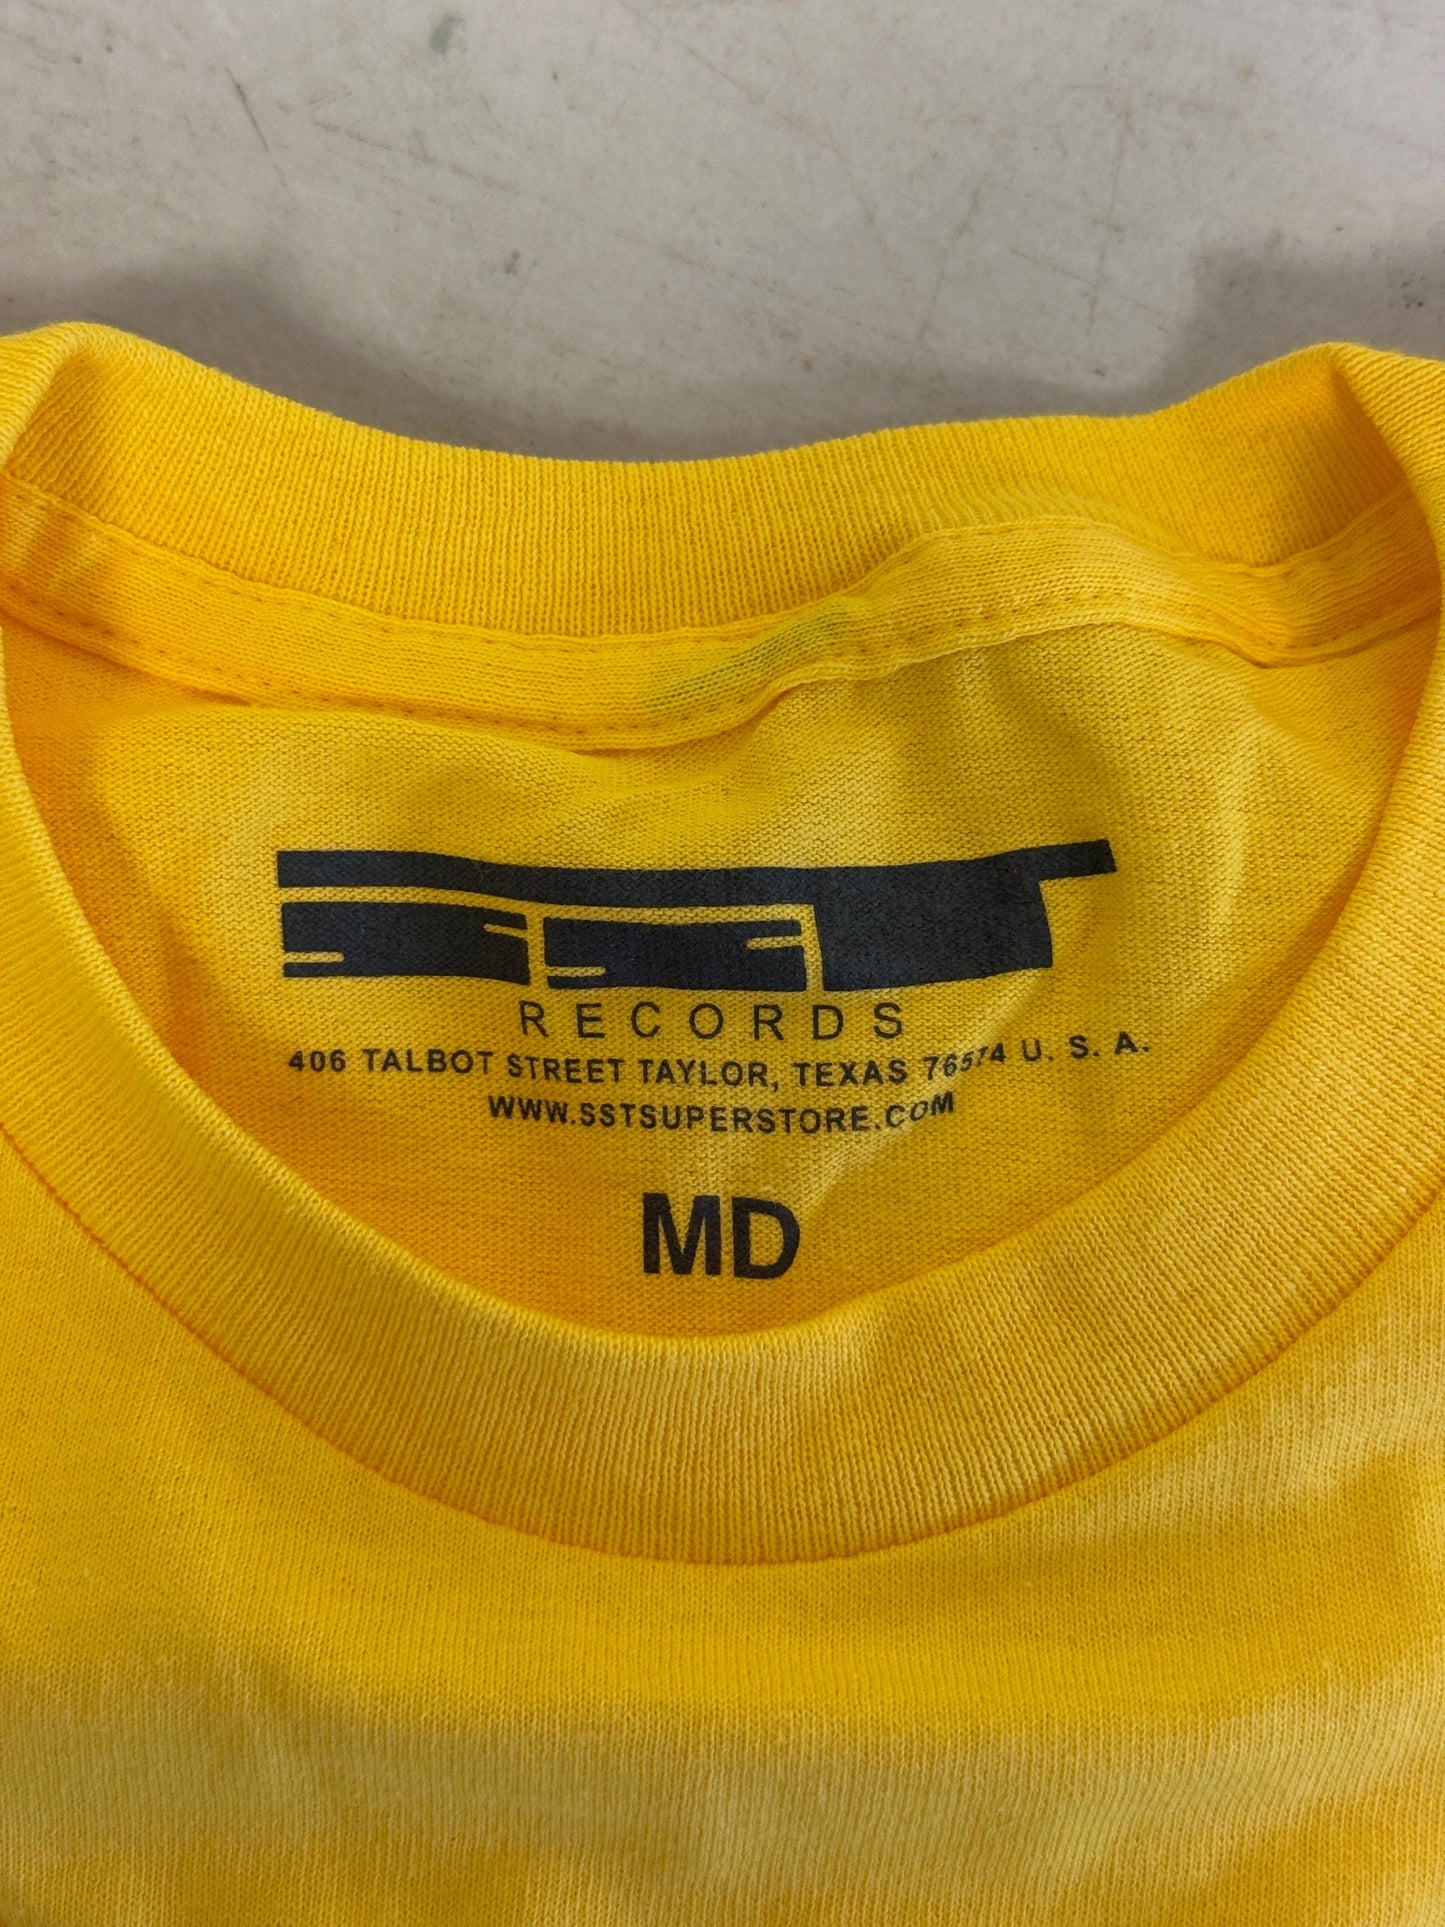 SST
RECORDS
406 TALBOT STREET TAYLOR, TEXAS 76574 U. S. A.
WWW.SSTSUPERSTORE.COM
MD